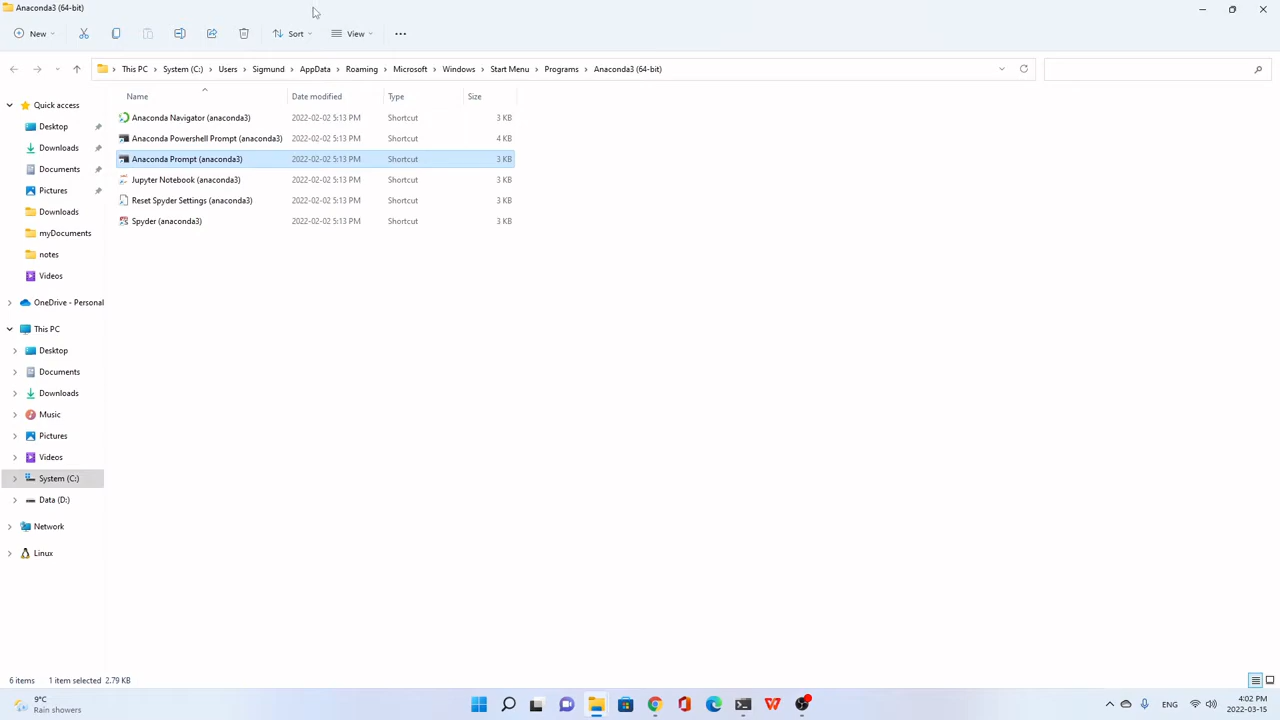 Anaconda3 (64-bit)
New Sort View
This PC System (C:) Users Sigmund AppData Roaming Microsoft Windows Start Menu Programs Anaconda3 (64-bit)
Name Date modified Type Size
Anaconda Navigator (anaconda3) 2022-02-02 5:13 PM Shortcut 3 KB
Anaconda Powershell Prompt (anaconda3) 2022-02-02 5:13 PM Shortcut 4 KB
Anaconda Prompt (anaconda3) 2022-02-02 5:13 PM Shortcut 3 KB
Jupyter Notebook (anaconda3) 2022-02-02 5:13 PM Shortcut 3 KB
Reset Spyder Settings (anaconda3) 2022-02-02 5:13 PM Shortcut 3 KB
Spyder (anaconda3) 2022-02-02 5:13 PM Shortcut 3 KB
Quick access
Desktop
Downloads
Documents
Pictures
Downloads
myDocuments
notes
Videos
OneDrive - Personal
This PC
Desktop
Documents
Downloads
Music
Pictures
Videos
System (C:)
Data (D:)
Network
Linux
6 items 1 item selected 2.79 KB
9°C
Rain showers
ENG
4:02 PM
2022-03-15